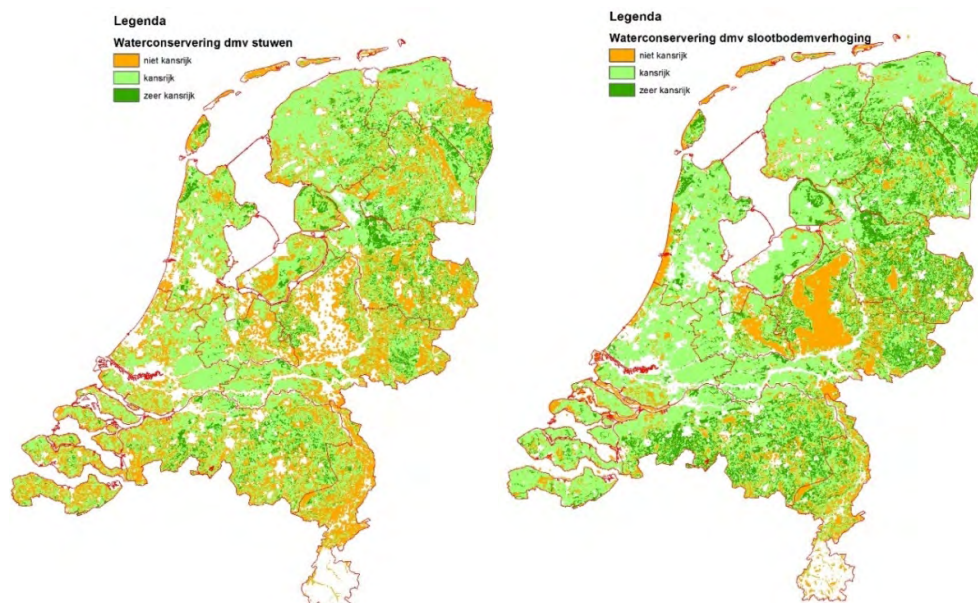 Legenda
Waterconservering dmv stuwen
niet kansrijk
kansrijk
zeer kansrijk
Legenda
Waterconservering dmv slootbodemverhoging
niet kansrijk
kansrijk
zeer kansrijk